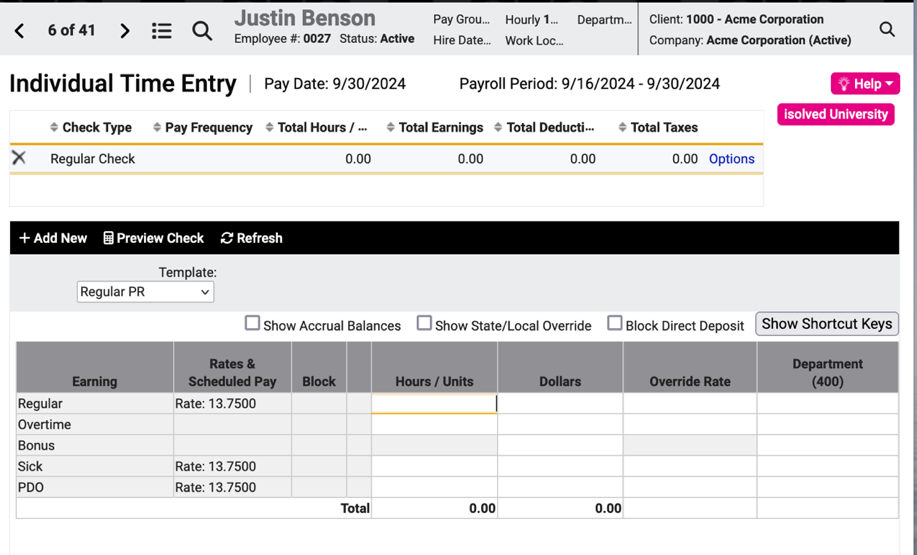 6 of 41
Justin Benson
Employee #: 0027 Status: Active
Pay Grou... Hourly 1... Departm...
Hire Date... Work Loc...
Client: 1000 - Acme Corporation
Company: Acme Corporation (Active)
Individual Time Entry | Pay Date: 9/30/2024 Payroll Period: 9/16/2024 - 9/30/2024
Help
isolved University
Check Type Pay Frequency Total Hours / ... Total Earnings Total Deducti... Total Taxes
Regular Check 0.00 0.00 0.00 0.00 Options
+ Add New Preview Check Refresh
Template:
Regular PR
Show Accrual Balances Show State/Local Override Block Direct Deposit Show Shortcut Keys
Earning Rates & Scheduled Pay Block Hours / Units Dollars Override Rate Department (400)
Regular Rate: 13.7500
Overtime
Bonus
Sick Rate: 13.7500
PDO Rate: 13.7500
Total 0.00 0.00